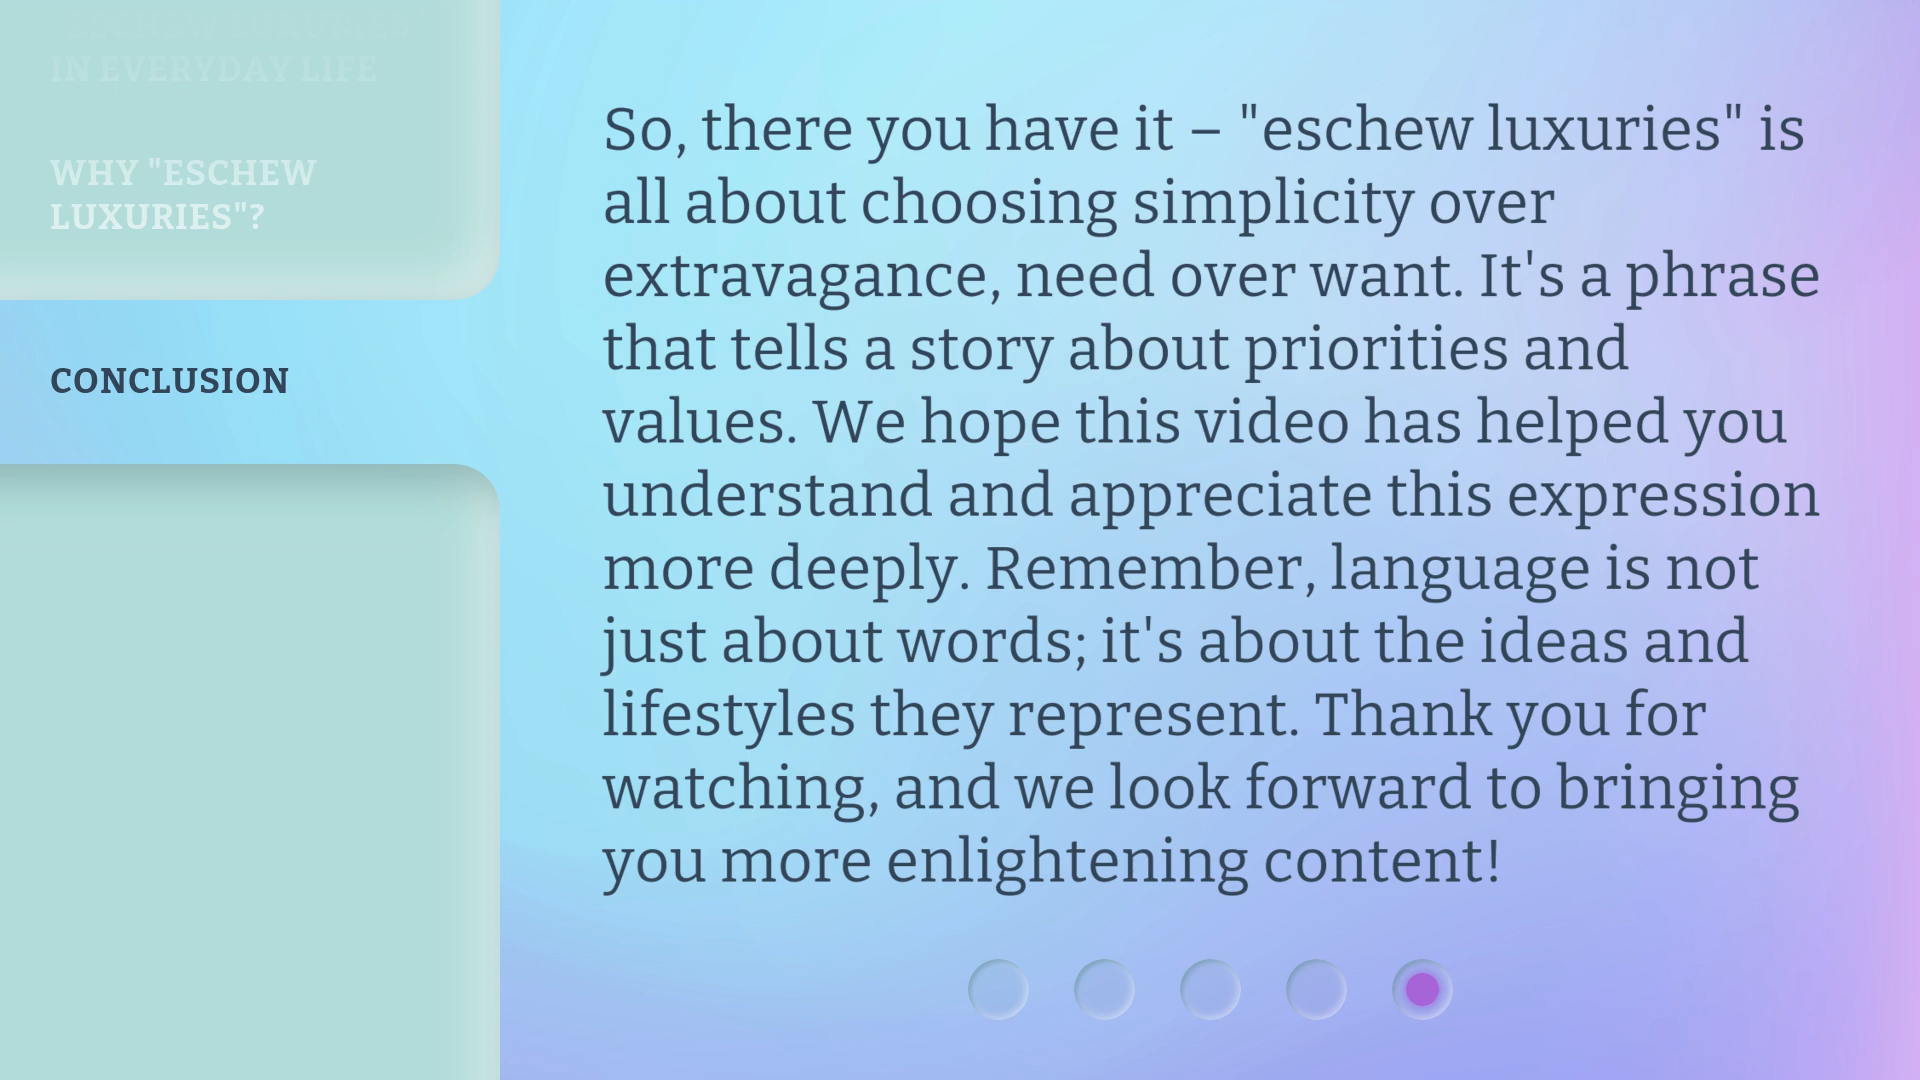 "ESCHEW LUXURIES"
IN EVERYDAY LIFE
WHY "ESCHEW
LUXURIES"?
CONCLUSION
So, there you have it – "eschew luxuries" is
all about choosing simplicity over
extravagance, need over want. It's a phrase
that tells a story about priorities and
values. We hope this video has helped you
understand and appreciate this expression
more deeply. Remember, language is not
just about words; it's about the ideas and
lifestyles they represent. Thank you for
watching, and we look forward to bringing
you more enlightening content!